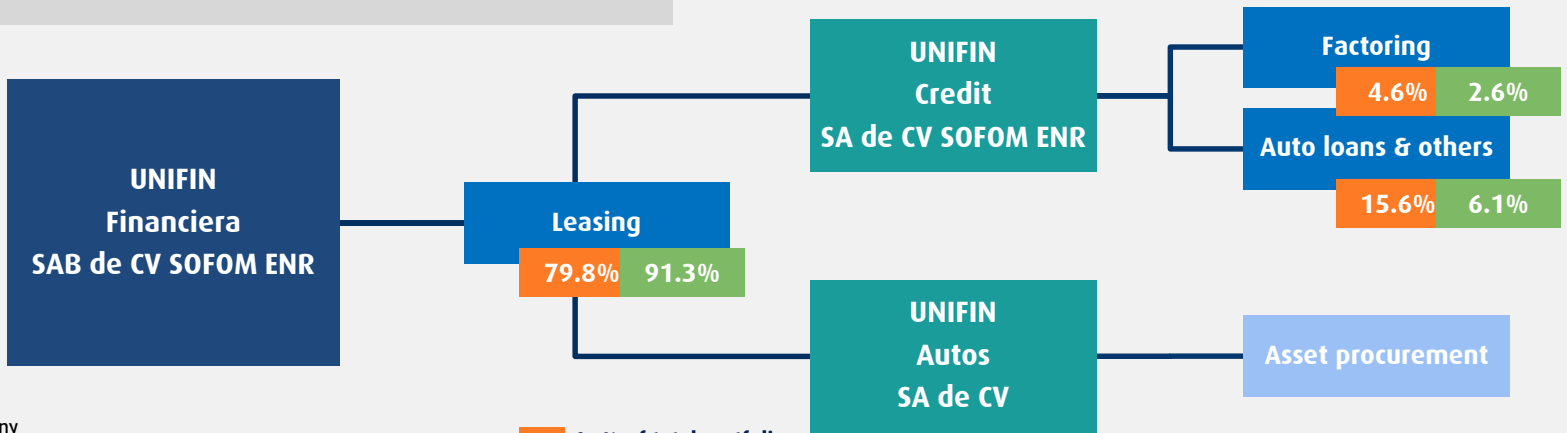 UNIFIN
Financiera
SAB de CV SOFOM ENR
Leasing
79.8% 91.3%
UNIFIN
Credit
SA de CV SOFOM ENR
Factoring
4.6% 2.6%
Auto loans & others
15.6% 6.1%
UNIFIN
Autos
SA de CV
Asset procurement